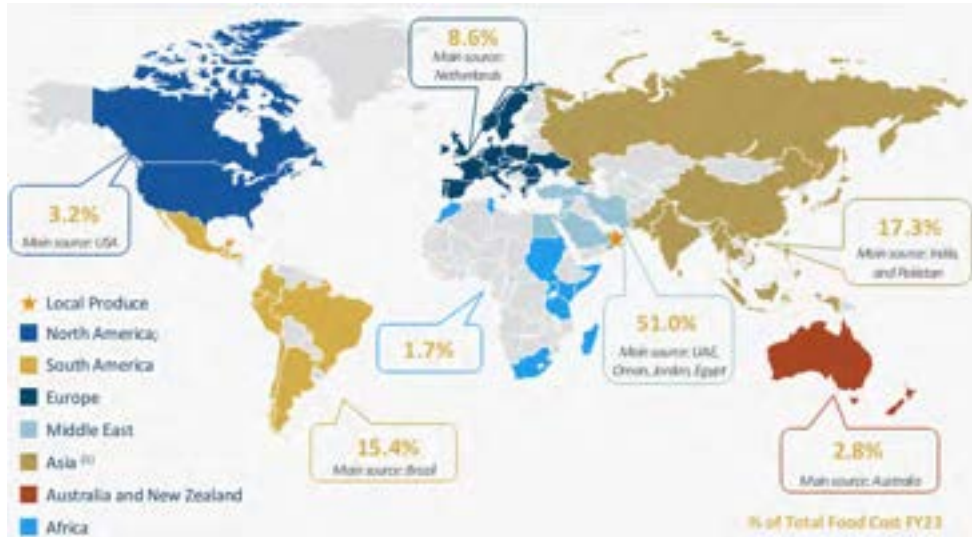 8.6%
Main source:
Netherlands
3.2%
Main source: USA
17.3%
Main source: India,
and Pakistan
★ Local Produce
North America;
South America
Europe
Middle East
Asia (1)
Australia and New Zealand
Africa
1.7%
51.0%
Main source: UAE,
Oman, Jordan, Egypt
15.4%
Main source: Brazil
2.8%
Main source: Australia
% of Total Food Cost FY23